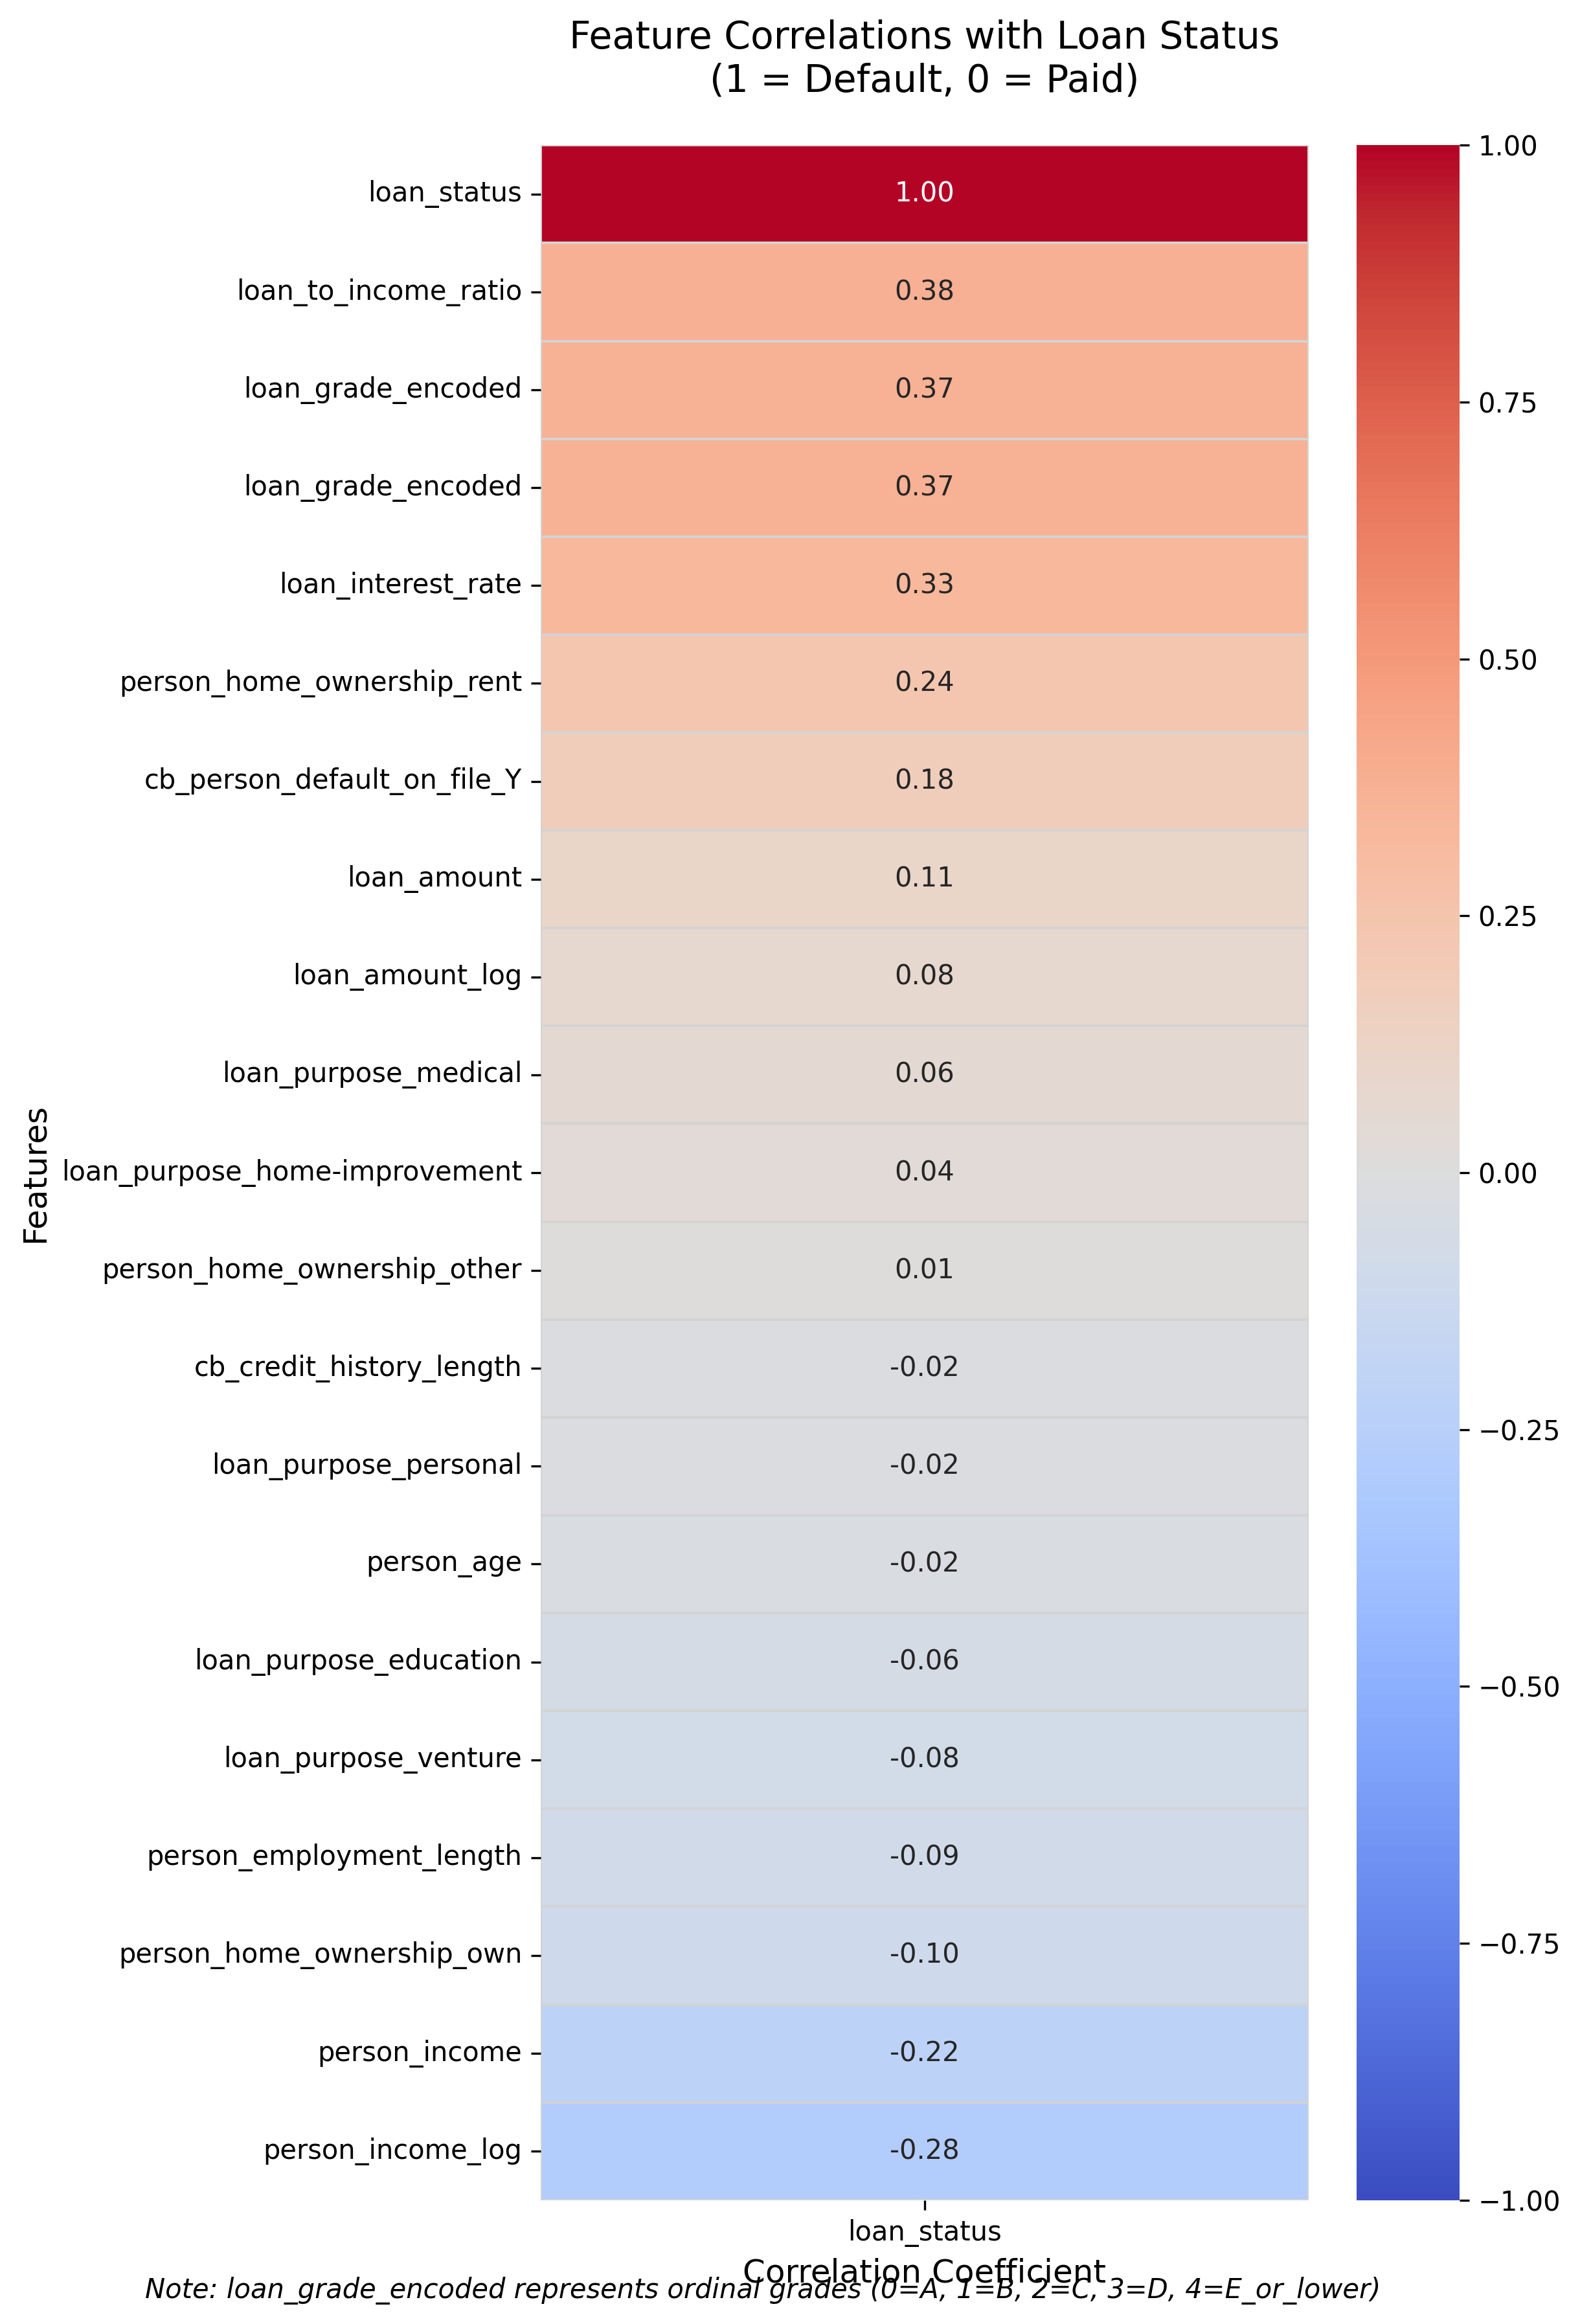 Feature Correlations with Loan Status
(1 = Default, 0 = Paid)
Features
loan_status 1.00
loan_to_income_ratio 0.38
loan_grade_encoded 0.37
loan_grade_encoded 0.37
loan_interest_rate 0.33
person_home_ownership_rent 0.24
cb_person_default_on_file_Y 0.18
loan_amount 0.11
loan_amount_log 0.08
loan_purpose_medical 0.06
loan_purpose_home-improvement 0.04
person_home_ownership_other 0.01
cb_credit_history_length -0.02
loan_purpose_personal -0.02
person_age -0.02
loan_purpose_education -0.06
loan_purpose_venture -0.08
person_employment_length -0.09
person_home_ownership_own -0.10
person_income -0.22
person_income_log -0.28
1.00
0.75
0.50
0.25
0.00
−0.25
−0.50
−0.75
−1.00
loan_status
Correlation Coefficient
Note: loan_grade_encoded represents ordinal grades (0=A, 1=B, 2=C, 3=D, 4=E_or_lower)